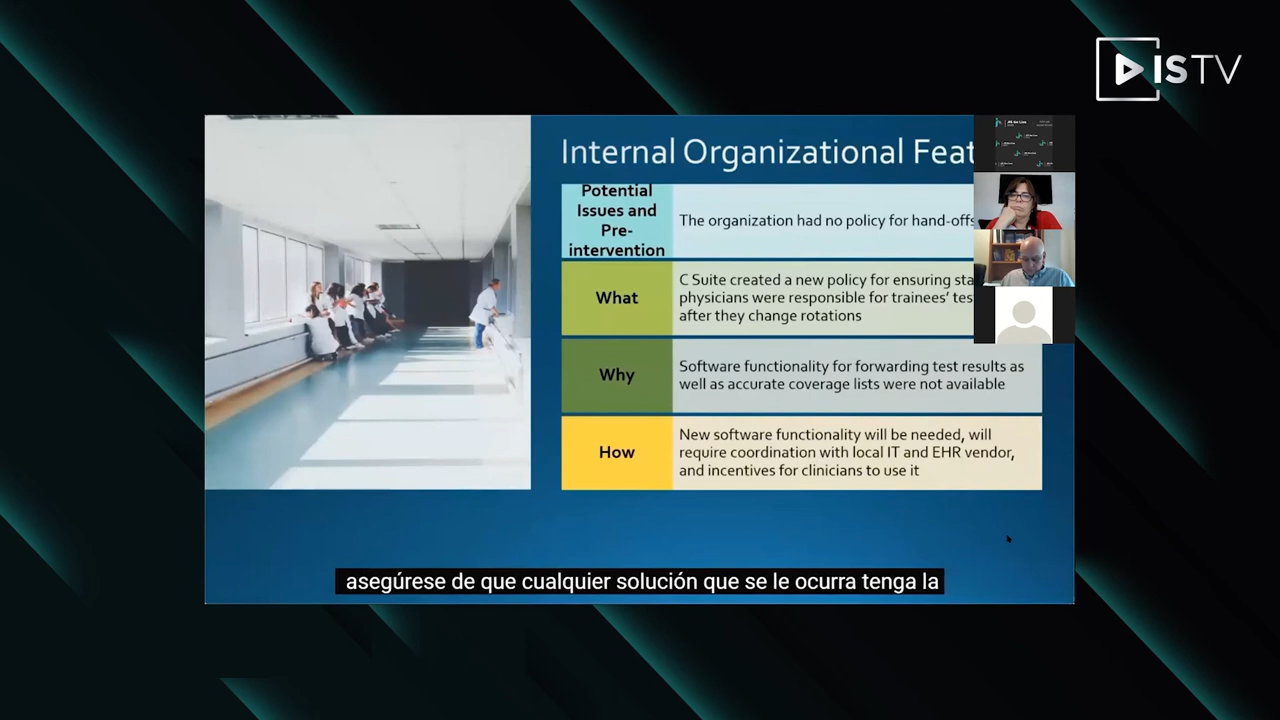 ISTV
Internal Organizational Feat
Potential
Issues and
Pre-
intervention
The organization had no policy for hand-offs
What
C Suite created a new policy for ensuring sta
physicians were responsible for trainees’ tes
after they change rotations
Why
Software functionality for forwarding test results as
well as accurate coverage lists were not available
How
New software functionality will be needed, will
require coordination with local IT and EHR vendor,
and incentives for clinicians to use it
asegúrese de que cualquier solución que se le ocurra tenga la